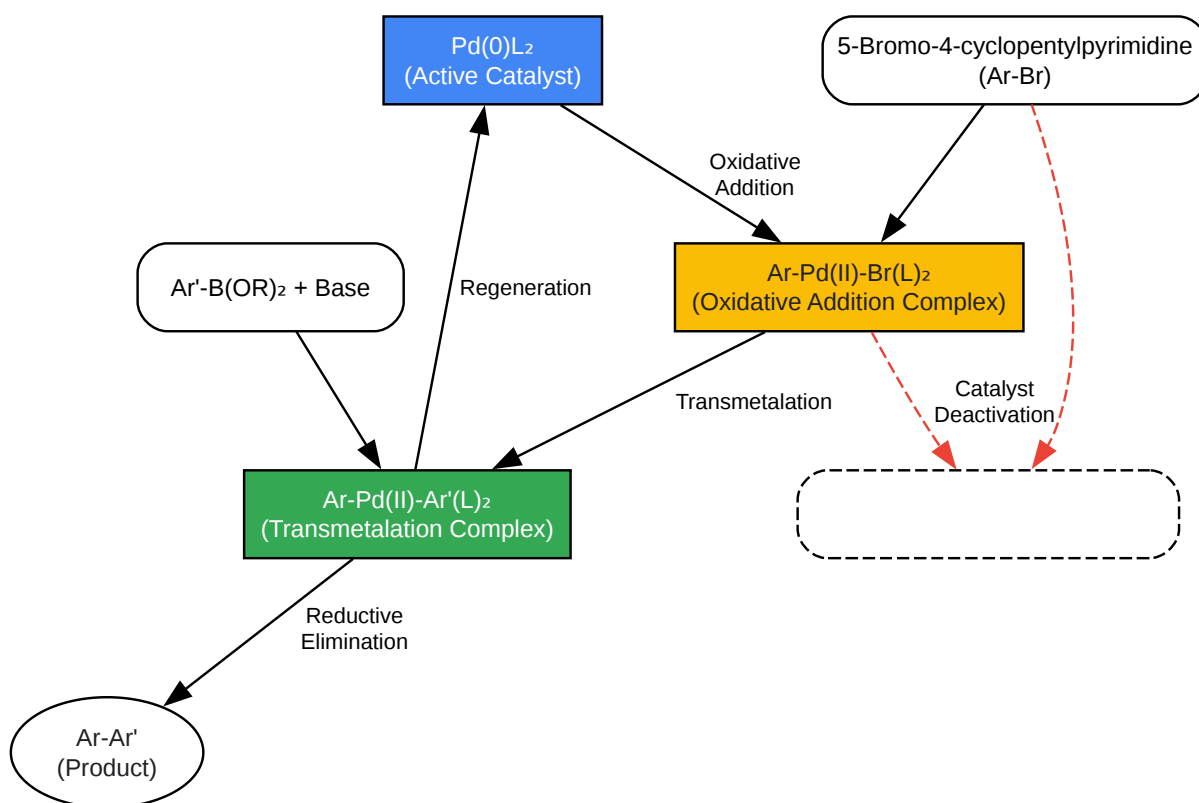 Pd(0)L₂
(Active Catalyst)
5-Bromo-4-cyclopentylpyrimidine
(Ar-Br)
Oxidative
Addition
Ar'-B(OR)₂ + Base
Regeneration
Ar-Pd(II)-Br(L)₂
(Oxidative Addition Complex)
Transmetalation
Catalyst
Deactivation
Ar-Pd(II)-Ar'(L)₂
(Transmetalation Complex)
Reductive
Elimination
Ar-Ar'
(Product)